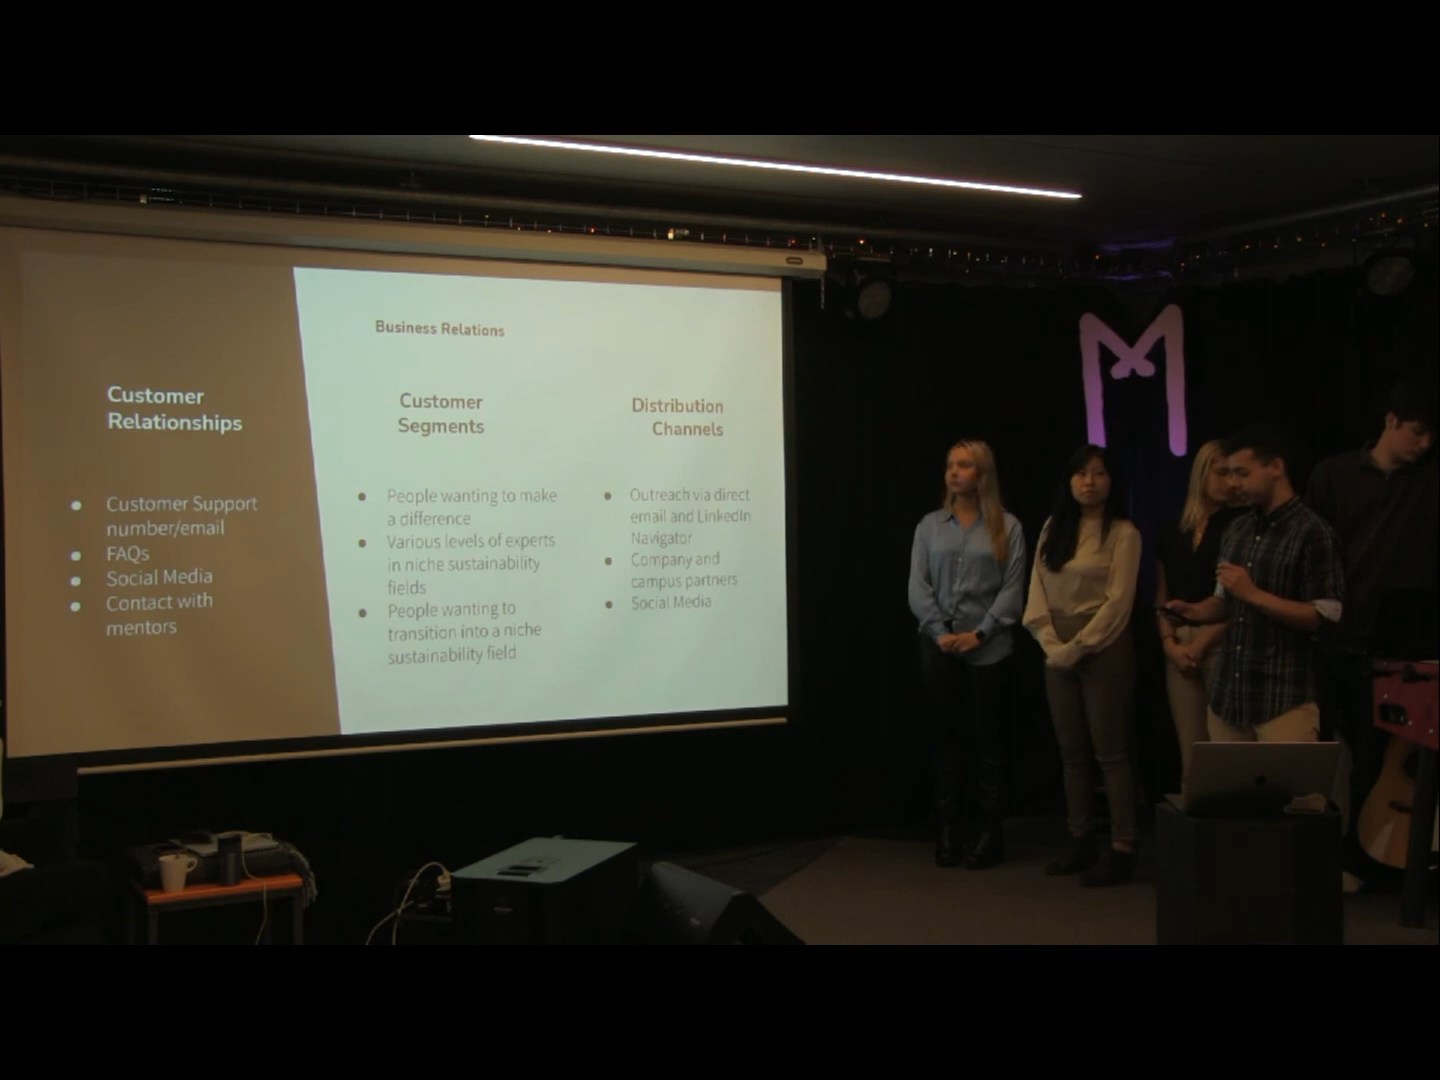 Business Relations
Customer
Relationships
Customer Support
number/email
FAQs
Social Media
Contact with
mentors
Customer
Segments
People wanting to make
a difference
Various levels of experts
in niche sustainability
fields
People wanting to
transition into a niche
sustainability field
Distribution
Channels
Outreach via direct
email and LinkedIn
Navigator
Company and
campus partners
Social Media
M